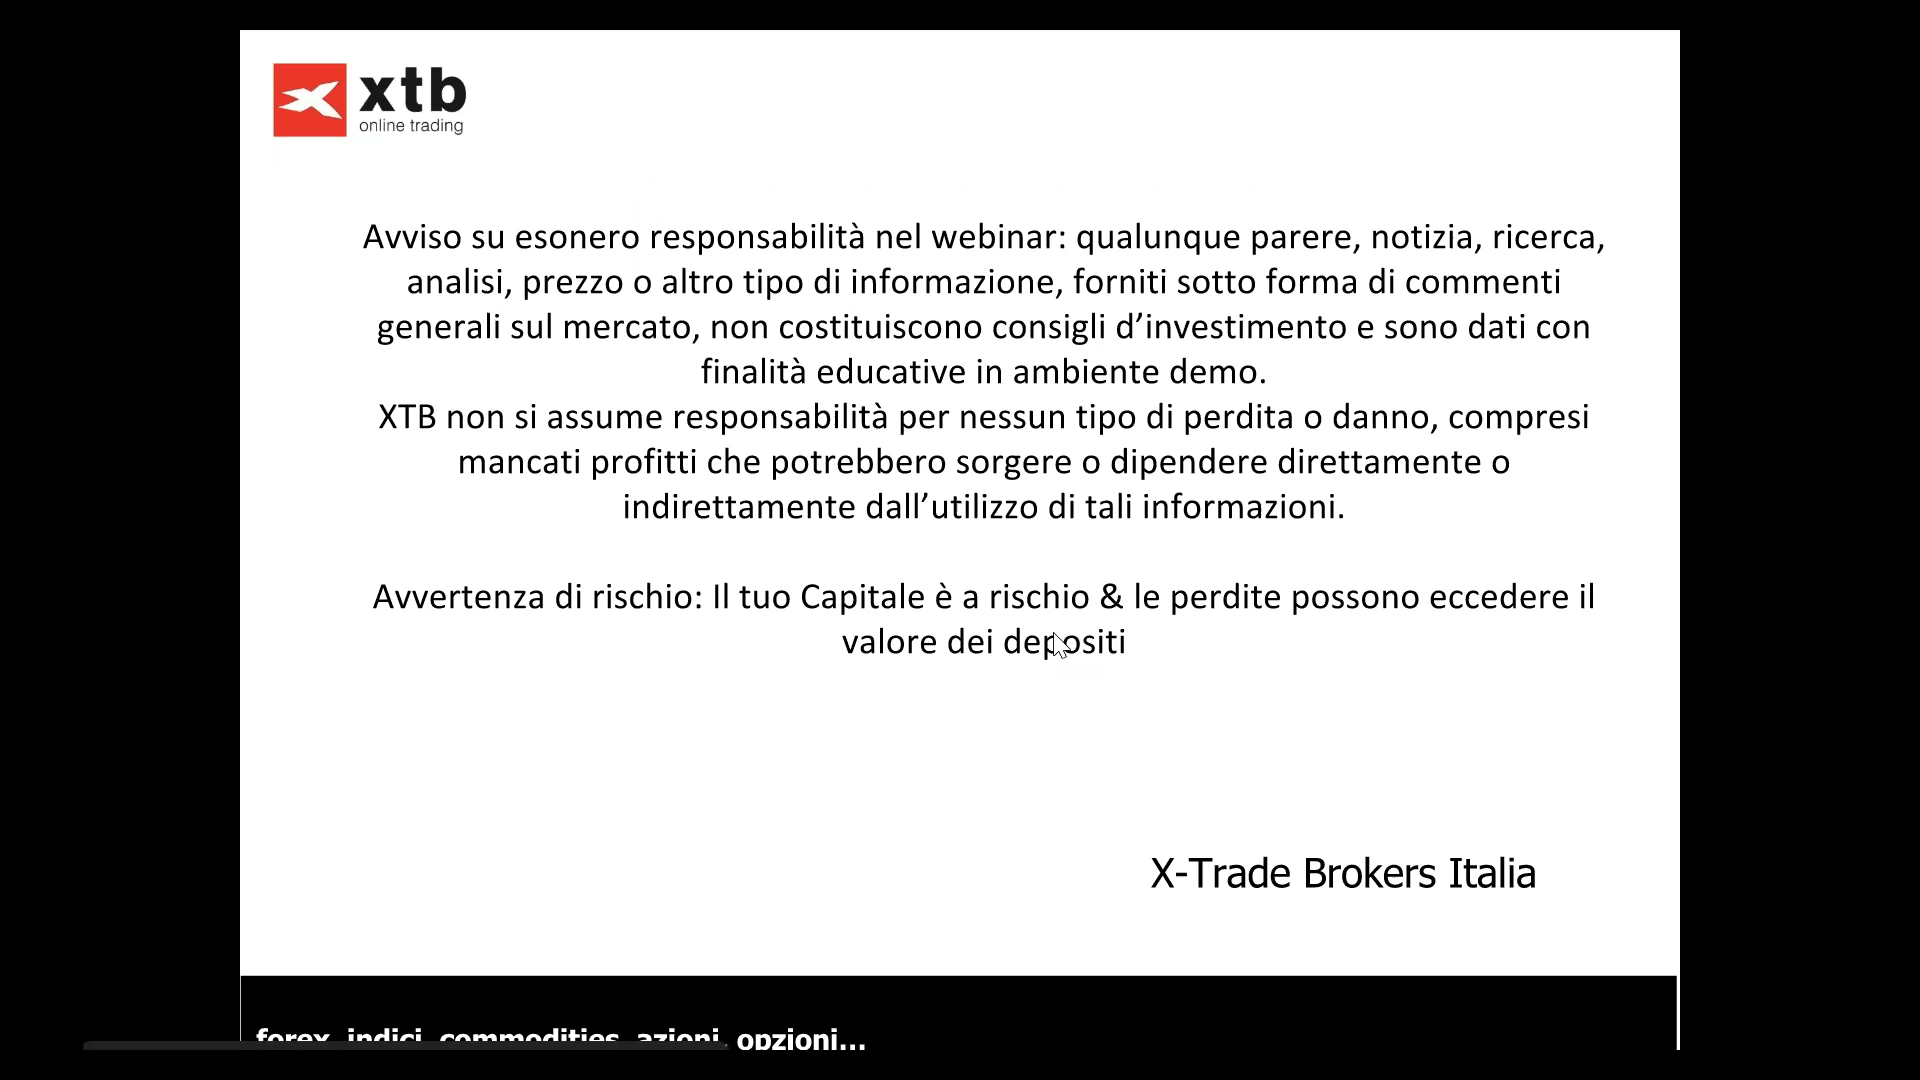 xtb
online trading
Avviso su esonero responsabilità nel webinar: qualunque parere, notizia, ricerca,
analisi, prezzo o altro tipo di informazione, forniti sotto forma di commenti
generali sul mercato, non costituiscono consigli d’investimento e sono dati con
finalità educative in ambiente demo.
XTB non si assume responsabilità per nessun tipo di perdita o danno, compresi
mancati profitti che potrebbero sorgere o dipendere direttamente o
indirettamente dall’utilizzo di tali informazioni.
Avvertenza di rischio: Il tuo Capitale è a rischio & le perdite possono eccedere il
valore dei depositi
X-Trade Brokers Italia
forex, indici, commodities, azioni, opzioni...